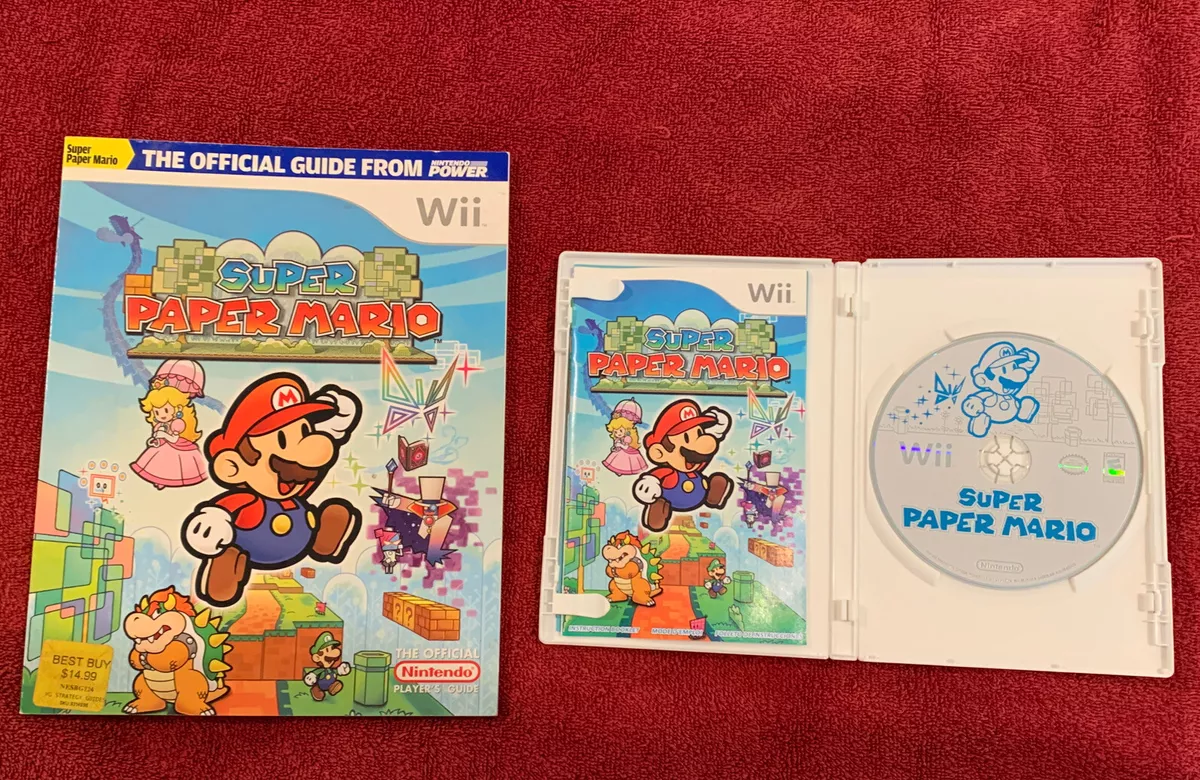 Super
Paper Mario
THE OFFICIAL GUIDE FROM NINTENDO POWER
Wii
SUPER
PAPER MARIO
M
BEST BUY
$14.99
THE OFFICIAL
Nintendo
PLAYER'S GUIDE
Wii
SUPER
PAPER MARIO
M
INSTRUCTION BOOKLET MODE D'EMPLOI FOLLETO DE INSTRUCCIONES
M
Wii
SUPER
PAPER MARIO
Nintendo